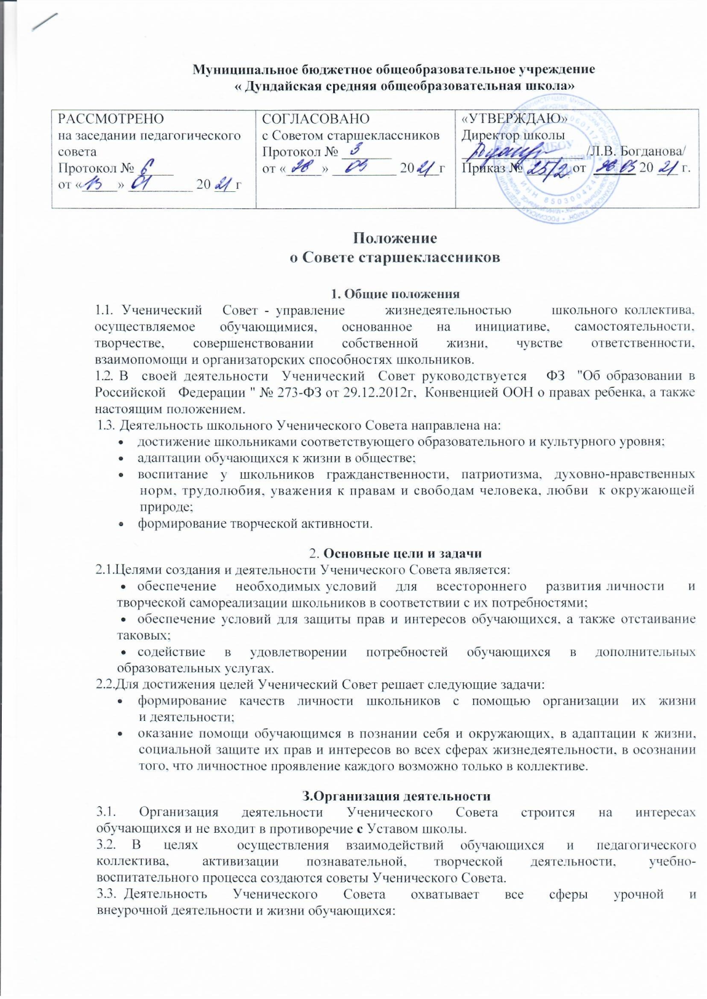 Муниципальное бюджетное общеобразовательное учреждение
« Дундайская средняя общеобразовательная школа»
РАССМОТРЕНО
на заседании педагогического
совета
Протокол № 6
от «13» 01 20 21 г
СОГЛАСОВАНО
с Советом старшеклассников
Протокол № 3
от « 28 » 03 20 21 г
«УТВЕРЖДАЮ»
Директор школы
/Л.В. Богданова/
Приказ № 25/2 от 03 20 21 г.
ИНН 850300424
Положение
о Совете старшеклассников
1. Общие положения
1.1. Ученический Совет - управление жизнедеятельностью школьного коллектива,
осуществляемое обучающимися, основанное на инициативе, самостоятельности,
творчестве, совершенствовании собственной жизни, чувстве ответственности,
взаимопомощи и организаторских способностях школьников.
1.2. В своей деятельности Ученический Совет руководствуется ФЗ "Об образовании в
Российской Федерации " № 273-ФЗ от 29.12.2012г, Конвенцией ООН о правах ребенка, а также
настоящим положением.
1.3. Деятельность школьного Ученического Совета направлена на:
• достижение школьниками соответствующего образовательного и культурного уровня;
• адаптации обучающихся к жизни в обществе;
• воспитание у школьников гражданственности, патриотизма, духовно-нравственных
норм, трудолюбия, уважения к правам и свободам человека, любви к окружающей
природе;
• формирование творческой активности.
2. Основные цели и задачи
2.1.Целями создания и деятельности Ученического Совета является:
• обеспечение необходимых условий для всестороннего развития личности и
творческой самореализации школьников в соответствии с их потребностями;
• обеспечение условий для защиты прав и интересов обучающихся, а также отстаивание
таковых;
• содействие в удовлетворении потребностей обучающихся в дополнительных
образовательных услугах.
2.2.Для достижения целей Ученический Совет решает следующие задачи:
• формирование качеств личности школьников с помощью организации их жизни
и деятельности;
• оказание помощи обучающимся в познании себя и окружающих, в адаптации к жизни,
социальной защите их прав и интересов во всех сферах жизнедеятельности, в осознании
того, что личностное проявление каждого возможно только в коллективе.
3.Организация деятельности
3.1. Организация деятельности Ученического Совета строится на интересах
обучающихся и не входит в противоречие с Уставом школы.
3.2. В целях осуществления взаимодействий обучающихся и педагогического
коллектива, активизации познавательной, творческой деятельности, учебно-
воспитательного процесса создаются советы Ученического Совета.
3.3. Деятельность Ученического Совета охватывает все сферы урочной и
внеурочной деятельности и жизни обучающихся: